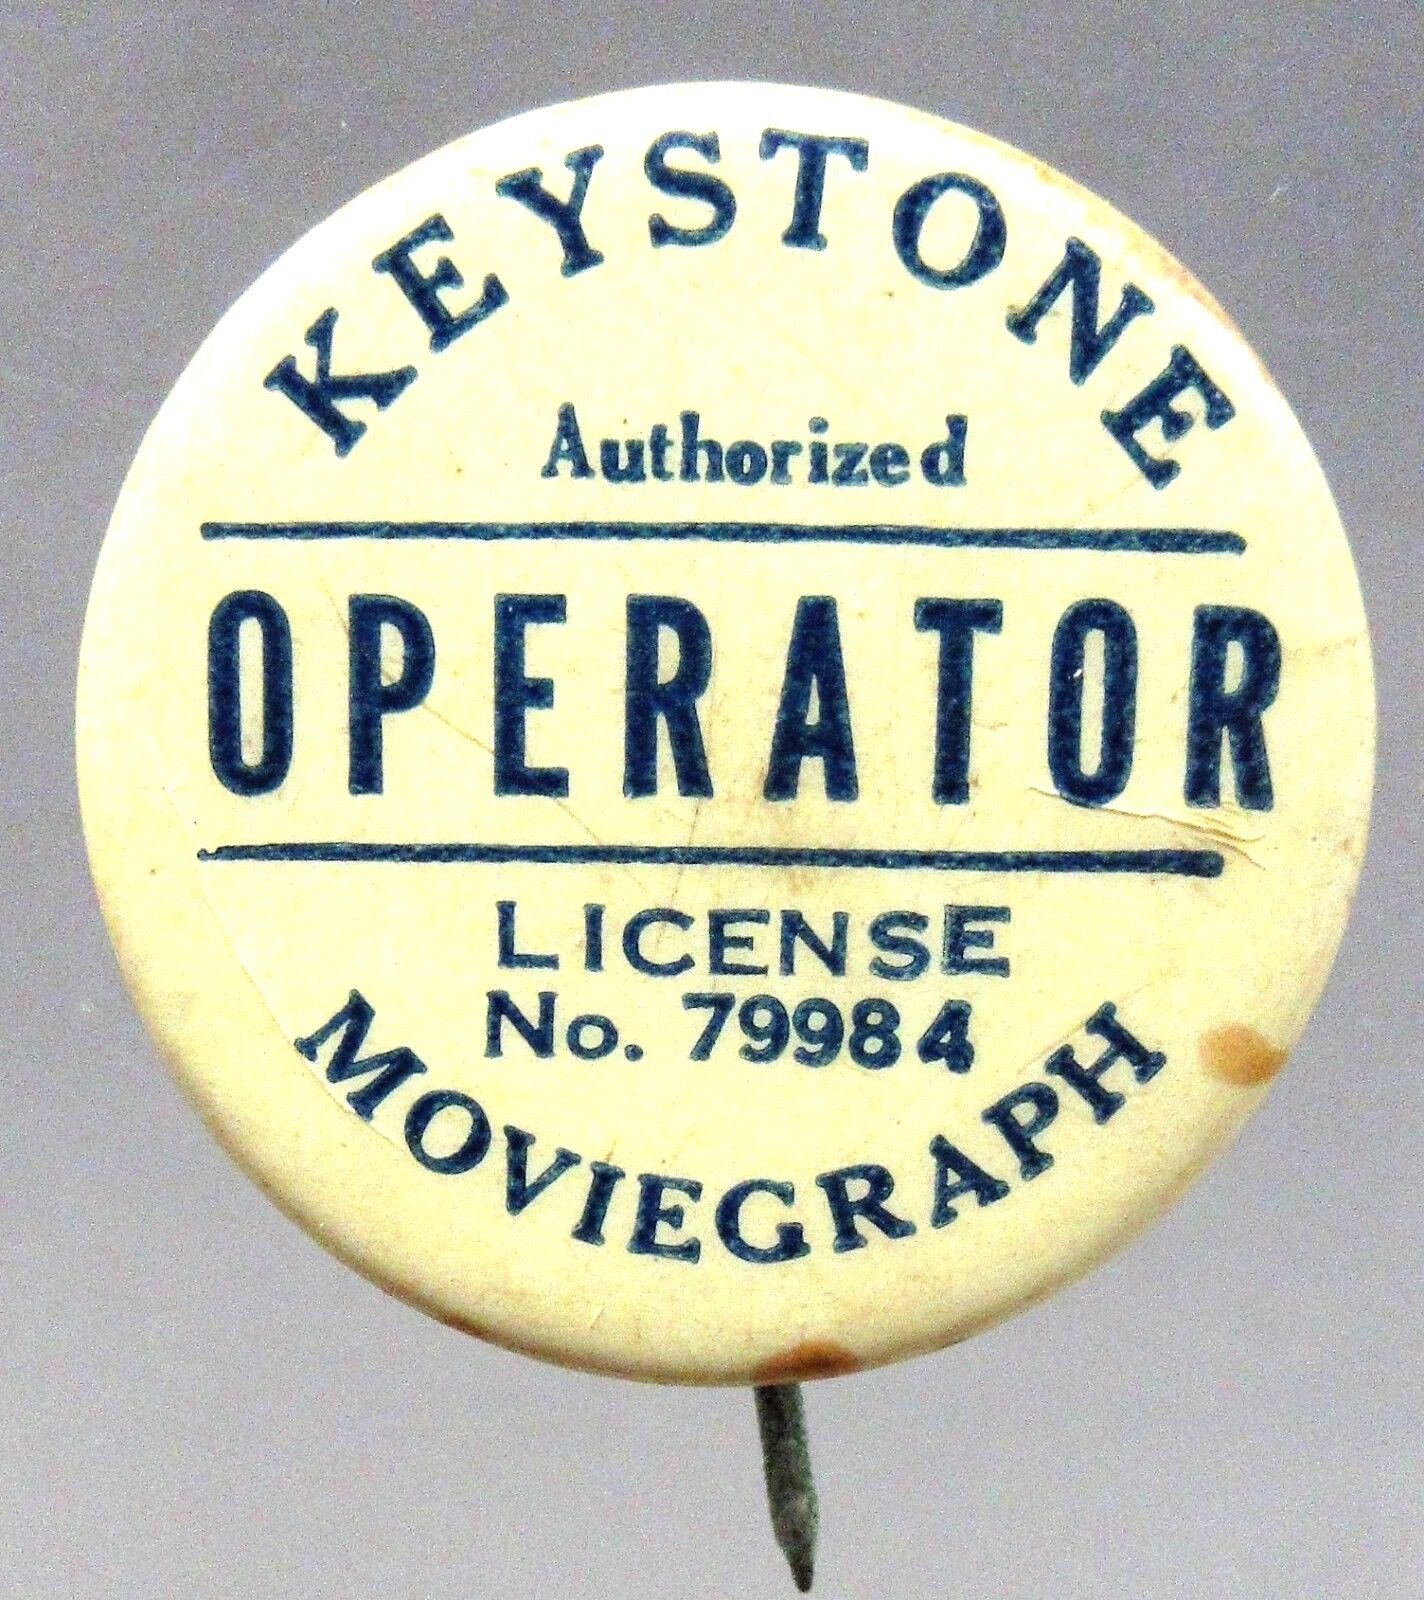 KEYSTONE
Authorized
OPERATOR
LICENSE
No. 79984
MOVIEGRAPH